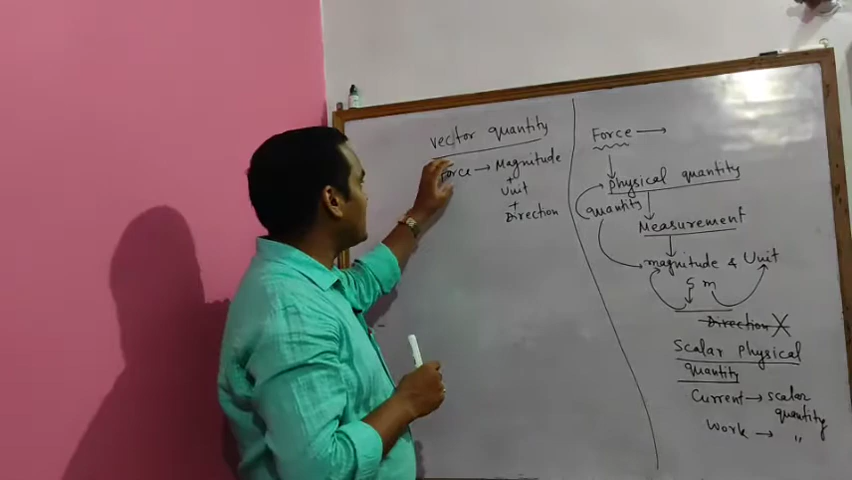 vector quantity
Force → Magnitude
+
Unit
+
Direction
Force →
Physical quantity
quantity
Measurement
magnitude & Unit
5 m
Direction X
Scalar physical
quantity
Current → scalar
quantity
Work → "